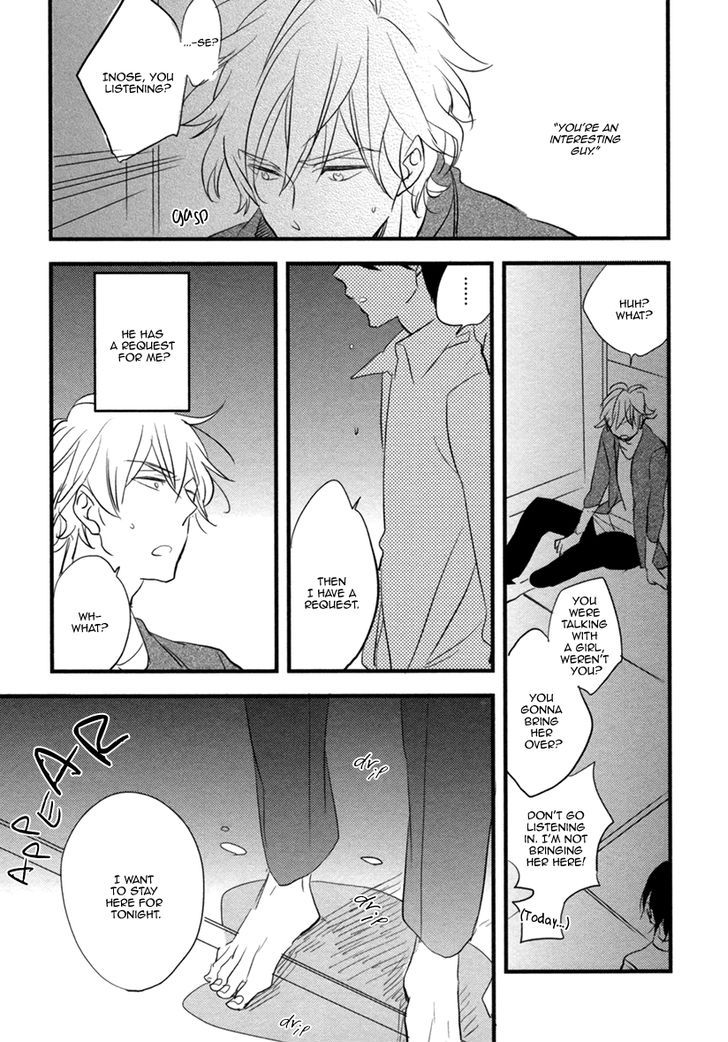 "YOU'RE AN
INTERESTING
GUY."
...-SE?
INOSE, YOU
LISTENING?
gasp
HUH?
WHAT?
YOU
WERE
TALKING
WITH
A GIRL,
WEREN'T
YOU?
YOU
GONNA
BRING
HER
OVER?
DON'T GO
LISTENING
IN. I'M NOT
BRINGING
HER HERE!
(Today...)
........
THEN
I HAVE A
REQUEST.
HE HAS
A REQUEST
FOR ME?
WH-
WHAT?
drip
APPEAR
I WANT
TO STAY
HERE FOR
TONIGHT.
drip
drip